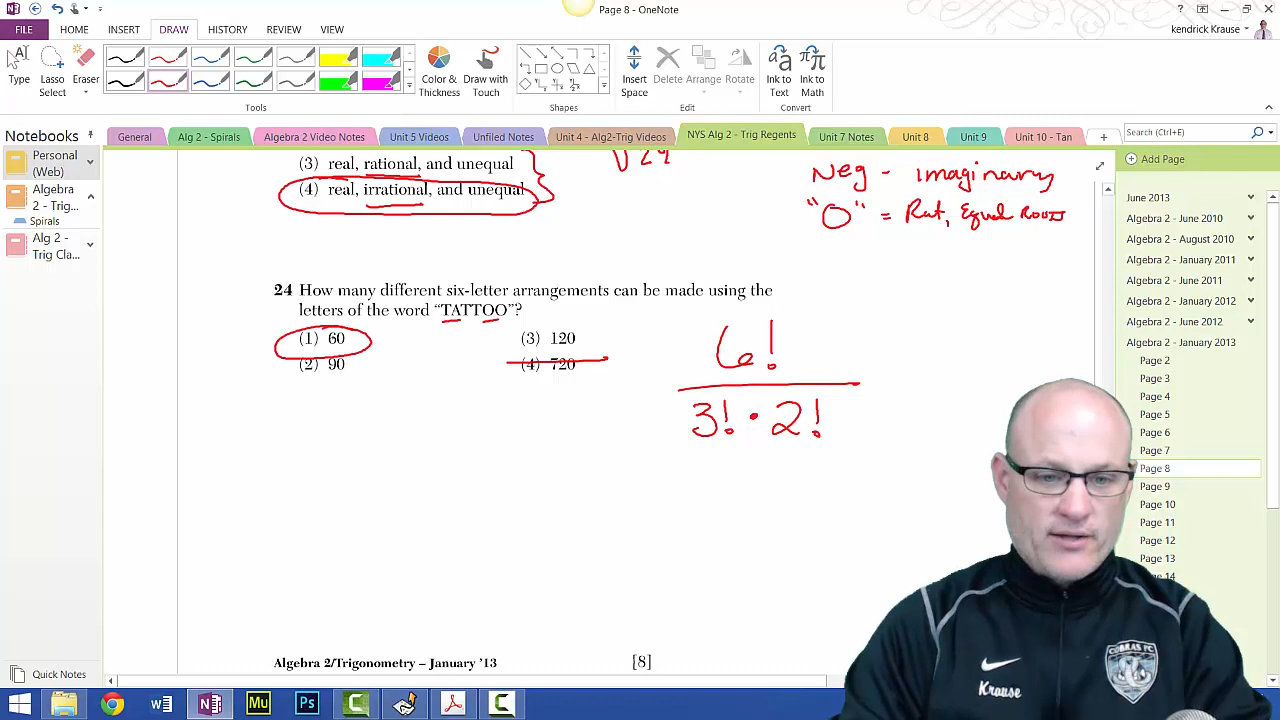 Page 8 - OneNote
kendrick Krause
FILE HOME INSERT DRAW HISTORY REVIEW VIEW
Type Lasso Select Eraser Color & Thickness Draw with Touch Insert Space Delete Arrange Rotate Ink to Text Ink to Math
Tools Shapes Edit Convert
Notebooks
General Alg 2 - Spirals Algebra 2 Video Notes Unit 5 Videos Unfiled Notes Unit 4 - Alg2-Trig Videos NYS Alg 2 - Trig Regents Unit 7 Notes Unit 8 Unit 9 Unit 10 - Tan
Search (Ctrl+E)
Personal (Web)
Algebra 2 - Trig...
Spirals
Alg 2 - Trig Cla...
Quick Notes
(3) real, rational, and unequal
(4) real, irrational, and unequal
Neg - imaginary
"O" = Rat, Equal Roots
24 How many different six-letter arrangements can be made using the
letters of the word “TATTOO”?
(1) 60 (3) 120
(2) 90 (4) 720
6!
3! • 2!
Algebra 2/Trigonometry – January ’13 [8]
Add Page
June 2013
Algebra 2 - June 2010
Algebra 2 - August 2010
Algebra 2 - January 2011
Algebra 2 - June 2011
Algebra 2 - January 2012
Algebra 2 - June 2012
Algebra 2 - January 2013
Page 2
Page 3
Page 4
Page 5
Page 6
Page 7
Page 8
Page 9
Page 10
Page 11
Page 12
Page 13
Page 14
COBRAS FC
Krause
W
N
Mu
Ps
C
C